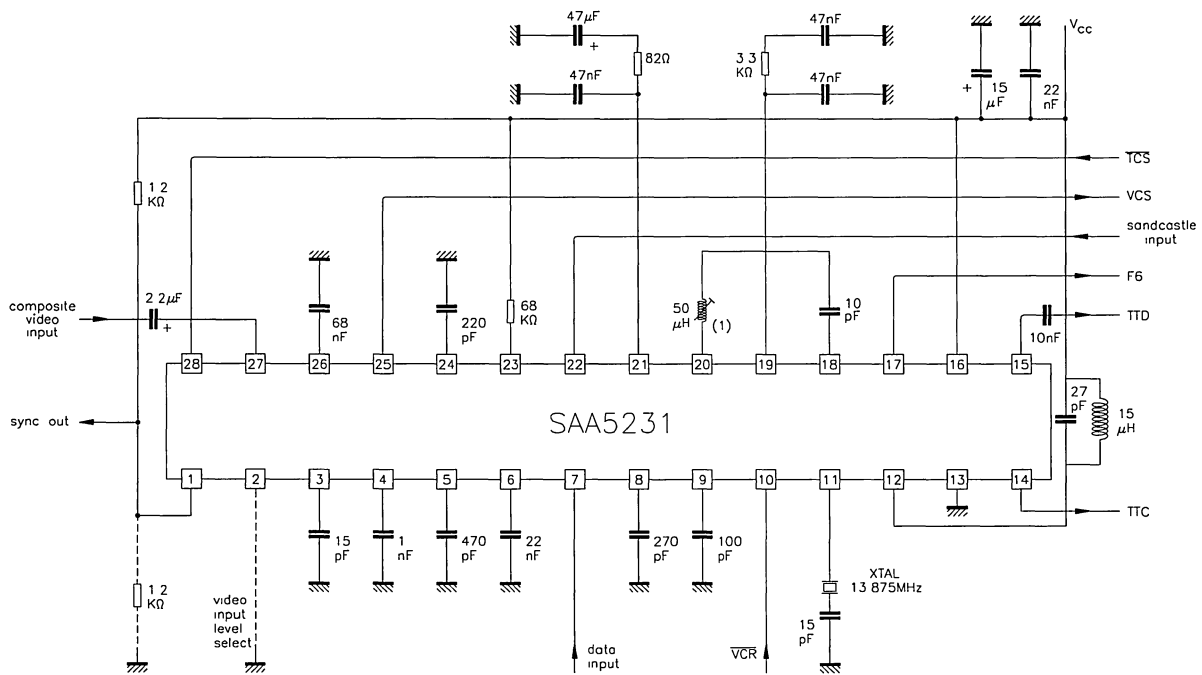 47µF
+
82Ω
47nF
47nF
3 3
KΩ
47nF
+
15
µF
22
nF
VCC
1 2
KΩ
TCS
VCS
sandcastle
input
F6
TTD
10nF
composite
video
input
2 2µF
+
68
nF
220
pF
68
KΩ
50
µH
(1)
10
pF
28
27
26
25
24
23
22
21
20
19
18
17
16
15
sync out
SAA5231
27
pF
15
µH
1
2
3
4
5
6
7
8
9
10
11
12
13
14
TTC
15
pF
1
nF
470
pF
22
nF
270
pF
100
pF
1 2
KΩ
video
input
level
select
XTAL
13 875MHz
15
pF
data
input
VCR